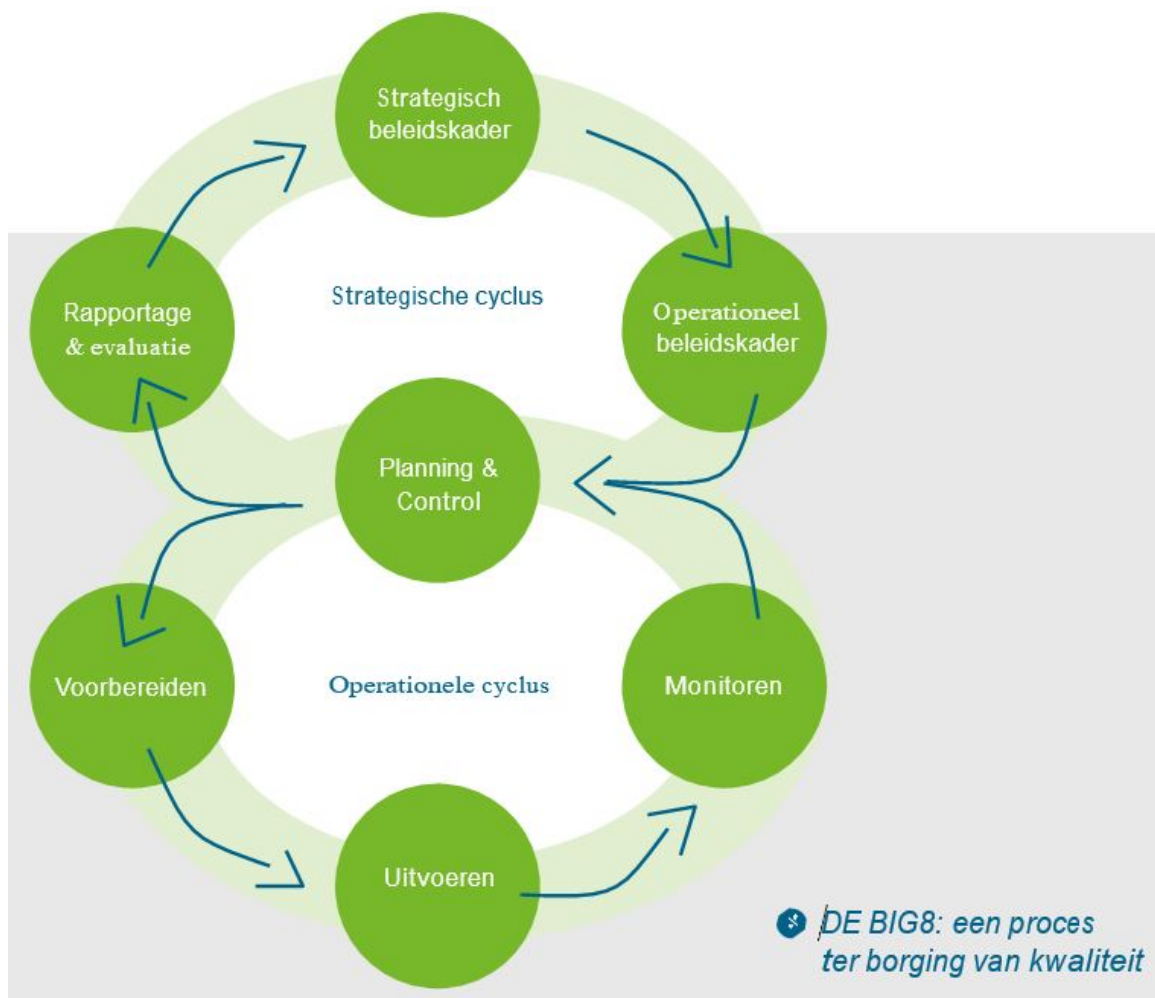 Strategisch
beleidskader
Rapportage
& evaluatie
Strategische cyclus
Operationeel
beleidskader
Planning &
Control
Voorbereiden
Operationele cyclus
Monitoren
Uitvoeren
DE BIG8: een proces
ter borging van kwaliteit